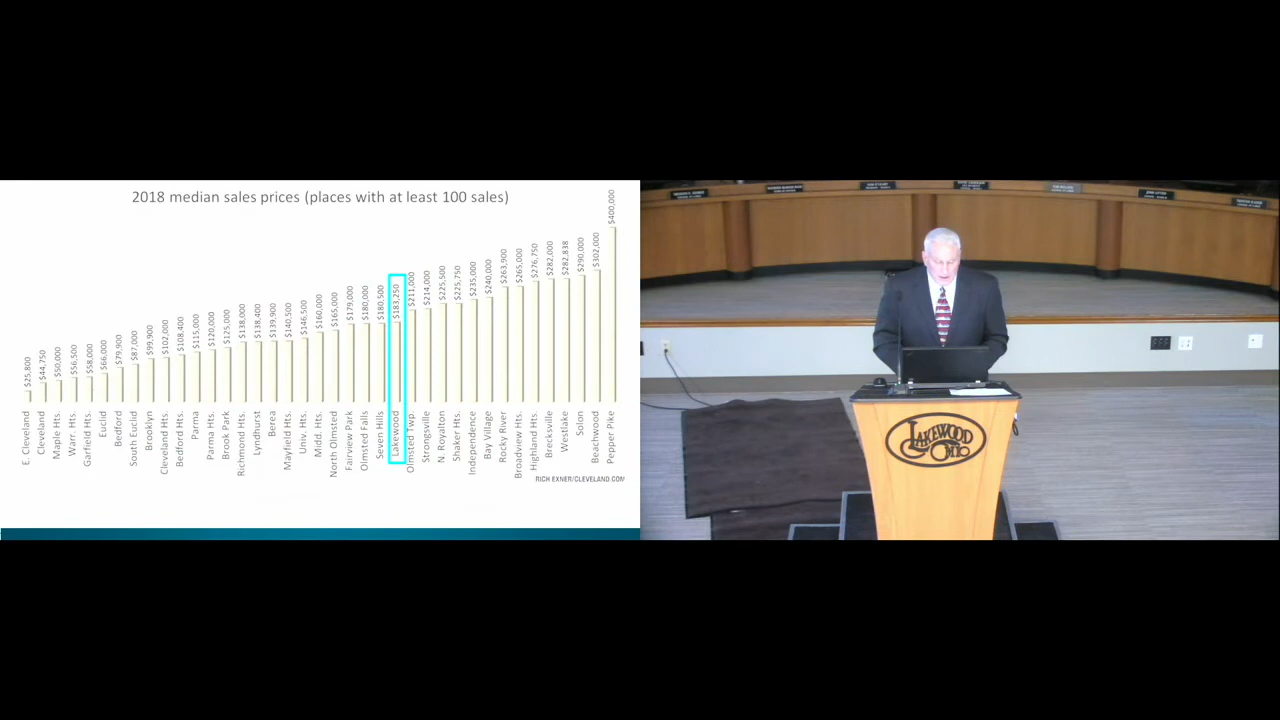 2018 median sales prices (places with at least 100 sales)
$25,800
$44,750
$50,000
$56,500
$58,000
$66,000
$79,900
$87,000
$99,900
$102,000
$108,400
$115,000
$120,000
$125,000
$138,000
$138,400
$139,900
$140,500
$146,500
$160,000
$165,000
$179,000
$180,000
$180,500
$183,250
$211,000
$214,000
$225,500
$225,750
$235,000
$240,000
$263,900
$265,000
$276,750
$282,000
$282,838
$290,000
$302,000
$400,000
E. Cleveland
Cleveland
Maple Hts.
Warr. Hts.
Garfield Hts.
Euclid
Bedford
South Euclid
Brooklyn
Cleveland Hts.
Bedford Hts.
Parma
Parma Hts.
Brook Park
Richmond Hts.
Lyndhurst
Berea
Mayfield Hts.
Univ. Hts.
Midd. Hts.
North Olmsted
Fairview Park
Olmsted Falls
Seven Hills
Lakewood
Olmsted Twp.
Strongsville
N. Royalton
Shaker Hts.
Independence
Bay Village
Rocky River
Broadview Hts.
Highland Hts.
Brecksville
Westlake
Solon
Beachwood
Pepper Pike
RICH EXNER/CLEVELAND.COM
LAKEWOOD
OHIO